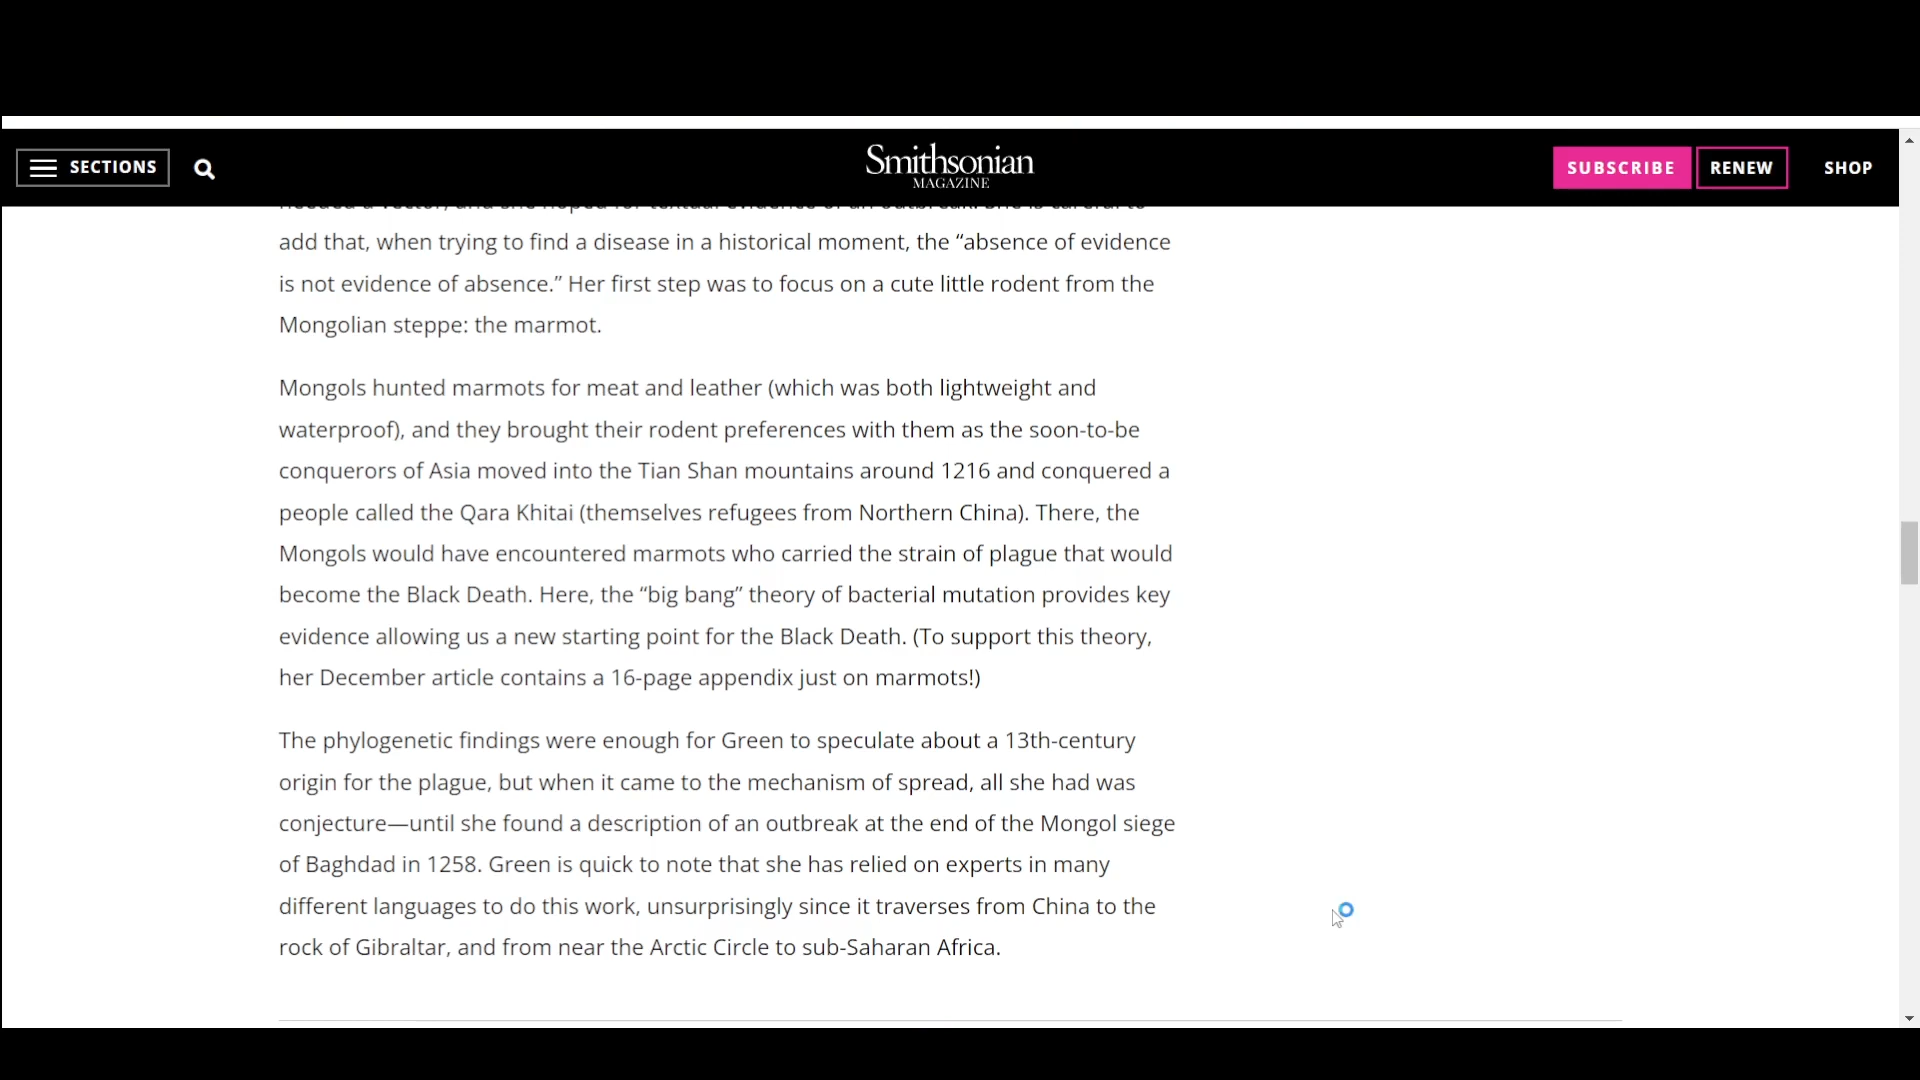 SECTIONS
Smithsonian
MAGAZINE
SUBSCRIBE
RENEW
SHOP
add that, when trying to find a disease in a historical moment, the “absence of evidence
is not evidence of absence.” Her first step was to focus on a cute little rodent from the
Mongolian steppe: the marmot.
Mongols hunted marmots for meat and leather (which was both lightweight and
waterproof), and they brought their rodent preferences with them as the soon-to-be
conquerors of Asia moved into the Tian Shan mountains around 1216 and conquered a
people called the Qara Khitai (themselves refugees from Northern China). There, the
Mongols would have encountered marmots who carried the strain of plague that would
become the Black Death. Here, the “big bang” theory of bacterial mutation provides key
evidence allowing us a new starting point for the Black Death. (To support this theory,
her December article contains a 16-page appendix just on marmots!)
The phylogenetic findings were enough for Green to speculate about a 13th-century
origin for the plague, but when it came to the mechanism of spread, all she had was
conjecture—until she found a description of an outbreak at the end of the Mongol siege
of Baghdad in 1258. Green is quick to note that she has relied on experts in many
different languages to do this work, unsurprisingly since it traverses from China to the
rock of Gibraltar, and from near the Arctic Circle to sub-Saharan Africa.